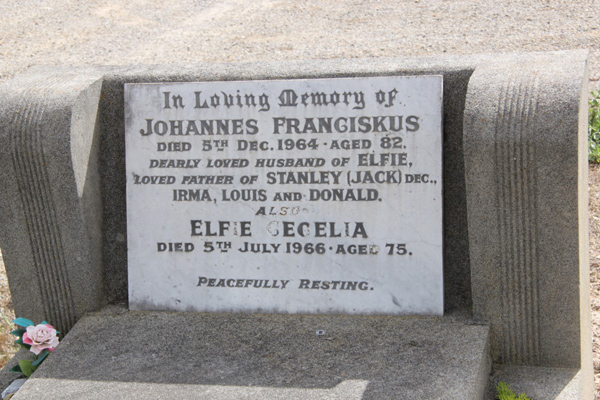 In Loving Memory of
JOHANNES FRANCISKUS
DIED 5TH DEC. 1964 · AGED 82.
DEARLY LOVED HUSBAND OF ELFIE,
LOVED FATHER OF STANLEY (JACK) DEC.,
IRMA, LOUIS AND DONALD.
ALSO
ELFIE CECELIA
DIED 5TH JULY 1966 · AGED 75.
PEACEFULLY RESTING.